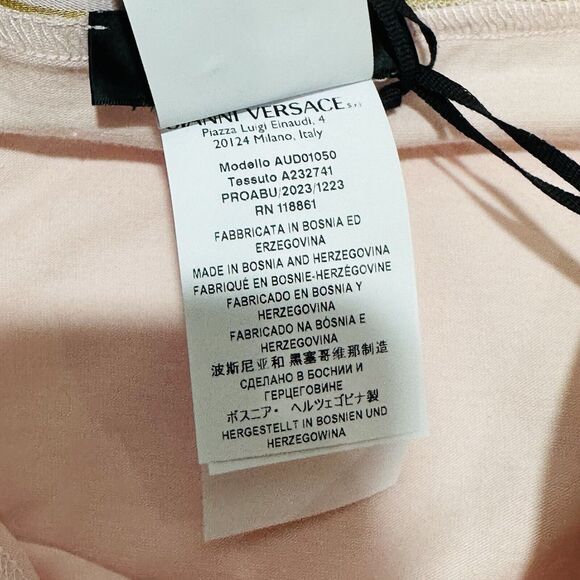 GIANNI VERSACE S.r.l.
Piazza Luigi Einaudi, 4
20124 Milano, Italy
Modello AUD01050
Tessuto A232741
PROABU/2023/1223
RN 118861
FABBRICATA IN BOSNIA ED
ERZEGOVINA
MADE IN BOSNIA AND HERZEGOVINA
FABRIQUÉ EN BOSNIE-HERZÉGOVINE
FABRICADO EN BOSNIA Y
HERZEGOVINA
FABRICADO NA BÓSNIA E
HERZEGOVINA
波斯尼亚和 黑塞哥维那制造
СДЕЛАНО В БОСНИИ И
ГЕРЦЕГОВИНЕ
ボスニア・ヘルツェゴビナ製
HERGESTELLT IN BOSNIEN UND
HERZEGOWINA